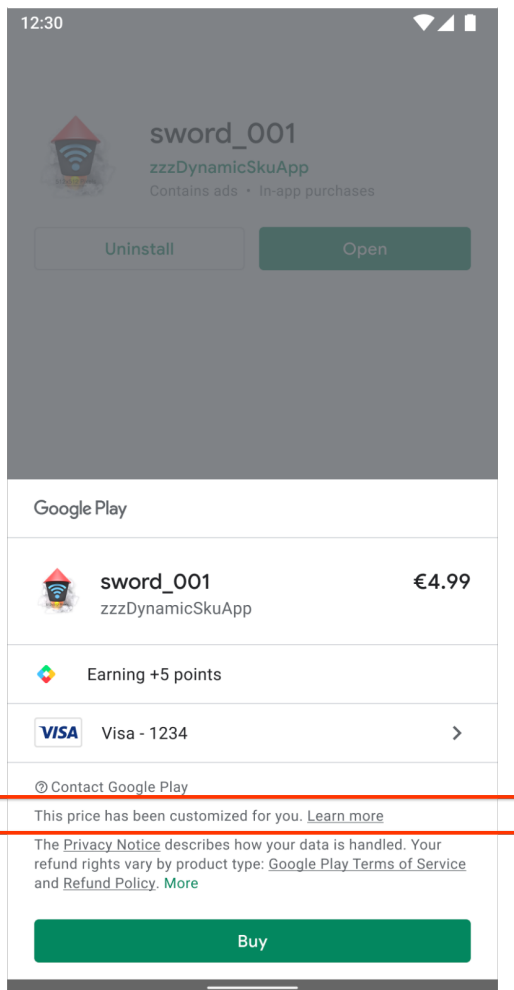 12:30
sword_001
zzzDynamicSkuApp
Contains ads • In-app purchases
Uninstall
Open
Google Play
sword_001
€4.99
zzzDynamicSkuApp
Earning +5 points
VISA
Visa - 1234
Contact Google Play
This price has been customized for you. Learn more
The Privacy Notice describes how your data is handled. Your
refund rights vary by product type: Google Play Terms of Service
and Refund Policy. More
Buy